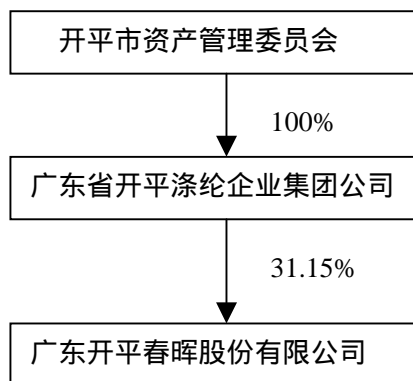 开平市资产管理委员会
100%
广东省开平涤纶企业集团公司
31.15%
广东开平春晖股份有限公司